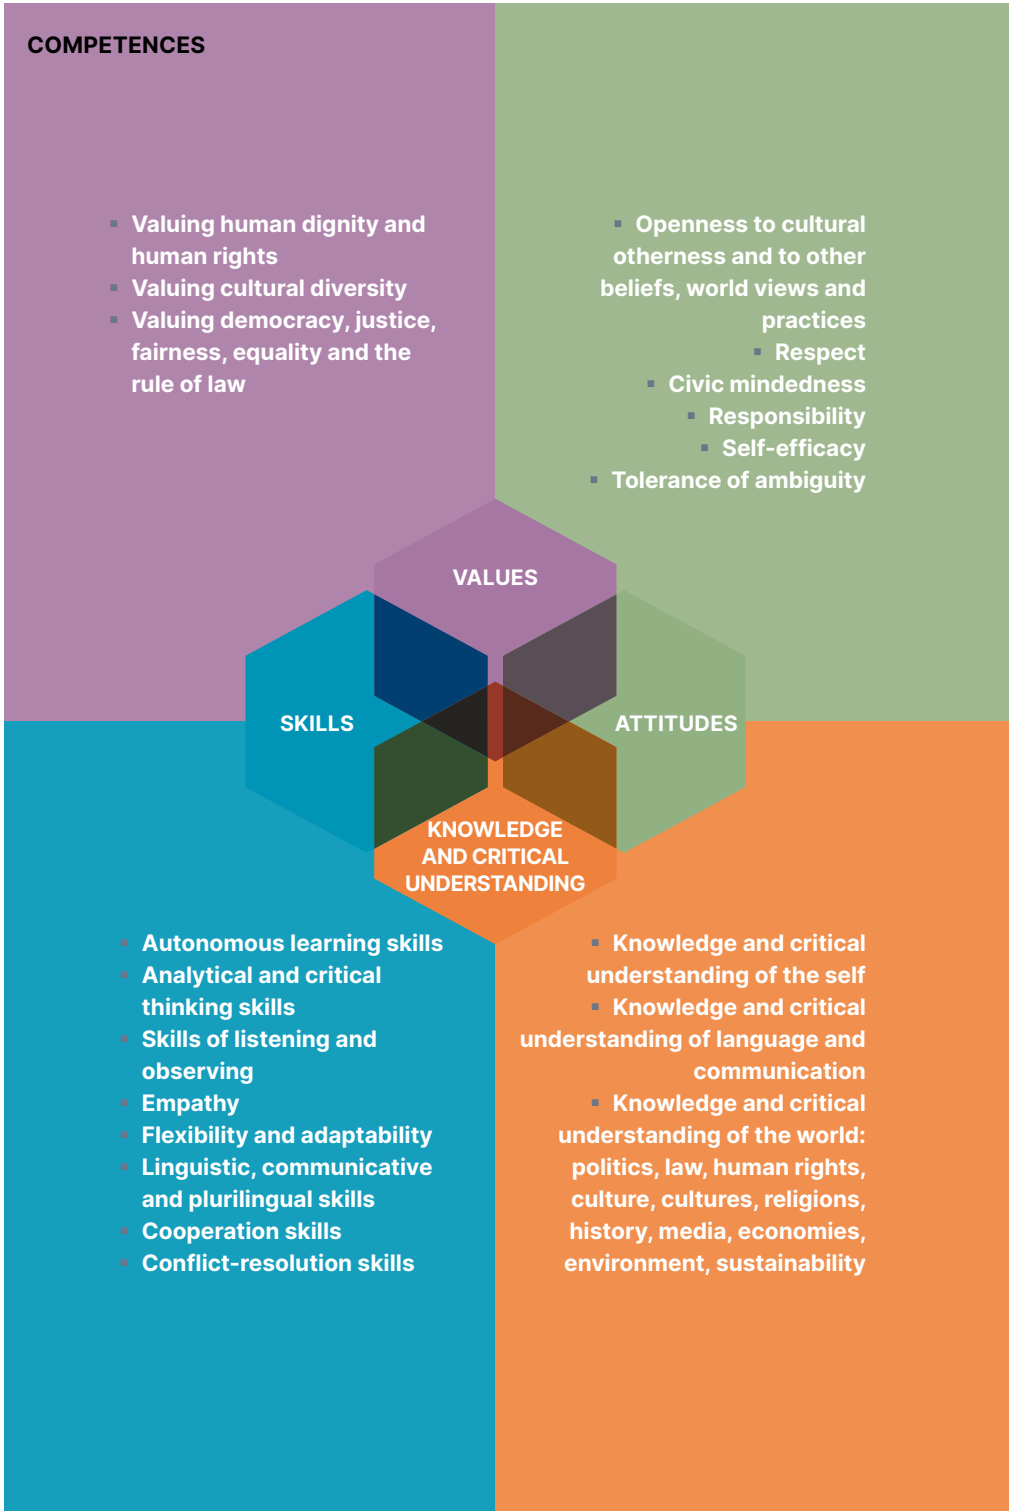 COMPETENCES
▪ Valuing human dignity and
human rights
▪ Valuing cultural diversity
▪ Valuing democracy, justice,
fairness, equality and the
rule of law
▪ Openness to cultural
otherness and to other
beliefs, world views and
practices
▪ Respect
▪ Civic mindedness
▪ Responsibility
▪ Self-efficacy
▪ Tolerance of ambiguity
VALUES
SKILLS
ATTITUDES
KNOWLEDGE
AND CRITICAL
UNDERSTANDING
▪ Autonomous learning skills
▪ Analytical and critical
thinking skills
▪ Skills of listening and
observing
▪ Empathy
▪ Flexibility and adaptability
▪ Linguistic, communicative
and plurilingual skills
▪ Cooperation skills
▪ Conflict-resolution skills
▪ Knowledge and critical
understanding of the self
▪ Knowledge and critical
understanding of language and
communication
▪ Knowledge and critical
understanding of the world:
politics, law, human rights,
culture, cultures, religions,
history, media, economies,
environment, sustainability